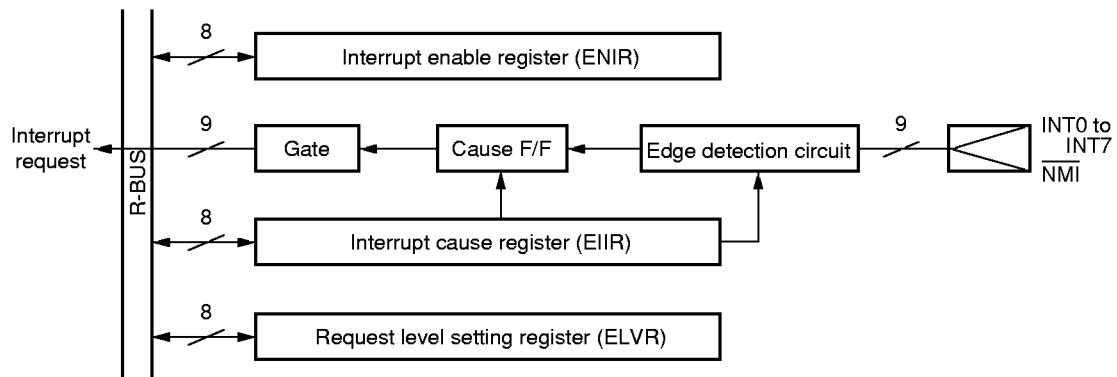 8
Interrupt enable register (ENIR)
Interrupt
request
9
Gate
Cause F/F
Edge detection circuit
9
INT0 to
INT7
NMI
R-BUS
8
Interrupt cause register (EIIR)
8
Request level setting register (ELVR)